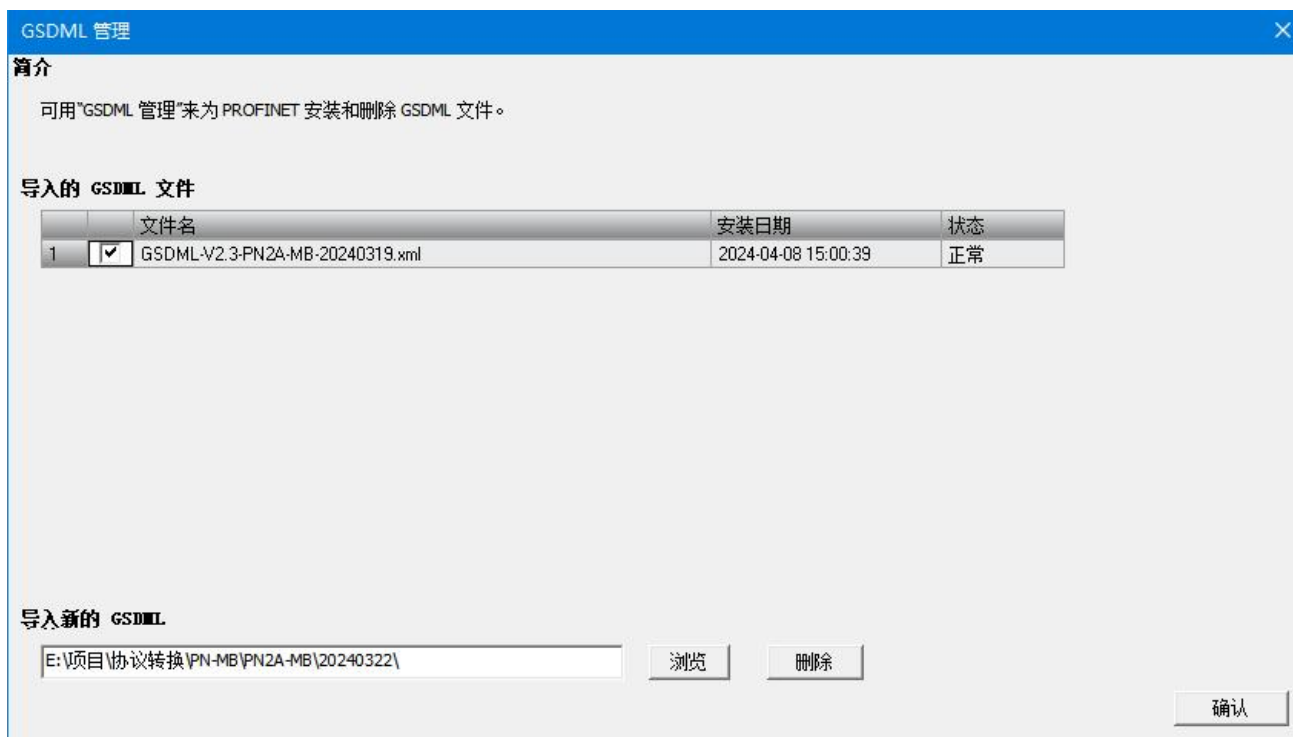 GSDML 管理
简介
可用"GSDML 管理"来为 PROFINET 安装和删除 GSDML 文件。
导入的 GSDML 文件
文件名 安装日期 状态
1 GSDML-V2.3-PN2A-MB-20240319.xml 2024-04-08 15:00:39 正常
导入新的 GSDML
E:\项目\协议转换\PN-MB\PN2A-MB\20240322\ 浏览 删除
确认